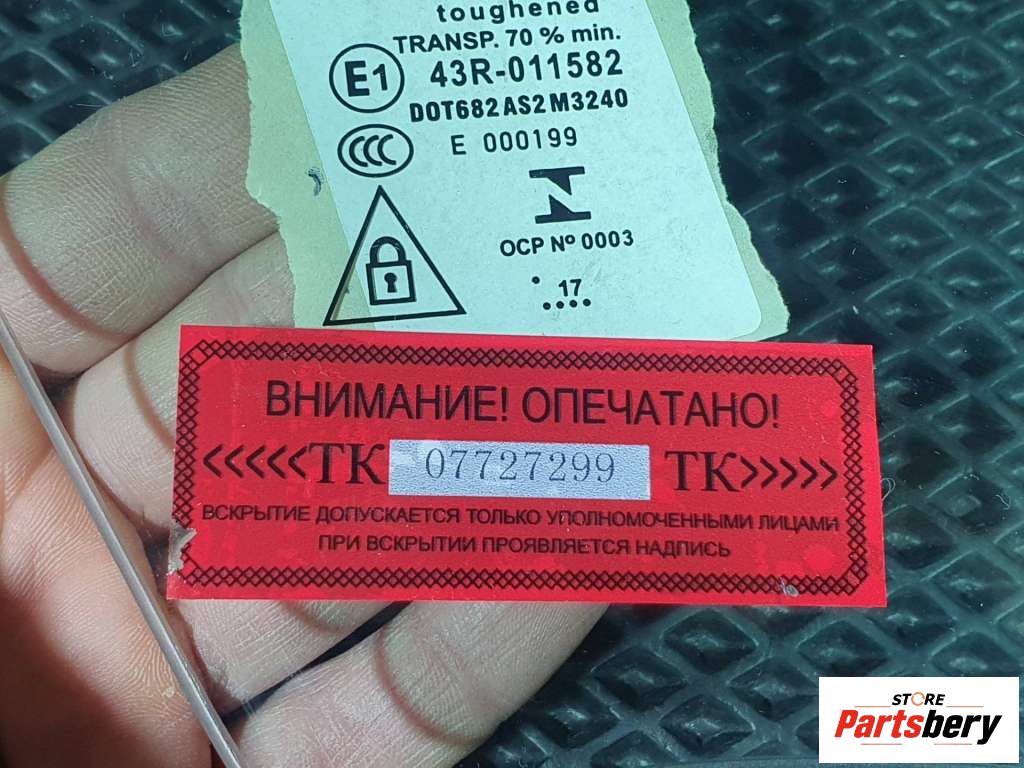 toughened
TRANSP. 70 % min.
E1 43R-011582
DOT682 AS2 M3240
CCC E 000199
OCP Nº 0003
17
ВНИМАНИЕ! ОПЕЧАТАНО!
<<<<<ТК 07727299 ТК>>>>>
ВСКРЫТИЕ ДОПУСКАЕТСЯ ТОЛЬКО УПОЛНОМОЧЕННЫМИ ЛИЦАМИ
ПРИ ВСКРЫТИИ ПРОЯВЛЯЕТСЯ НАДПИСЬ
STORE
Partsbery